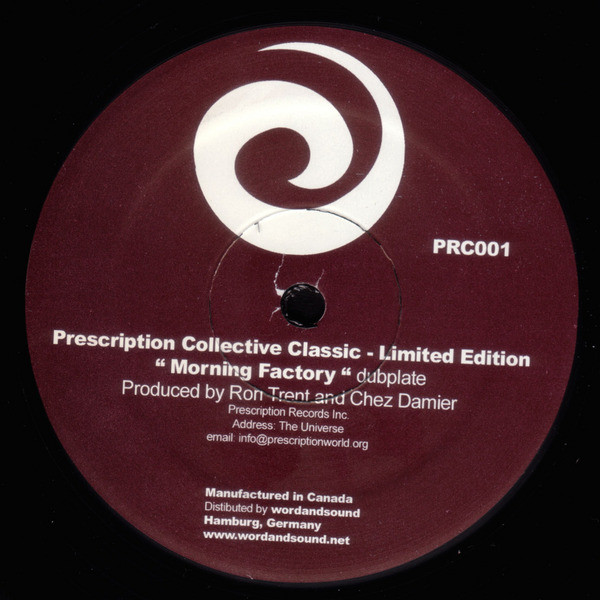 PRC001
Prescription Collective Classic - Limited Edition
“ Morning Factory “ dubplate
Produced by Ron Trent and Chez Damier
Prescription Records Inc.
Address: The Universe
email: info@prescriptionworld.org
Manufactured in Canada
Distibuted by wordandsound
Hamburg, Germany
www.wordandsound.net